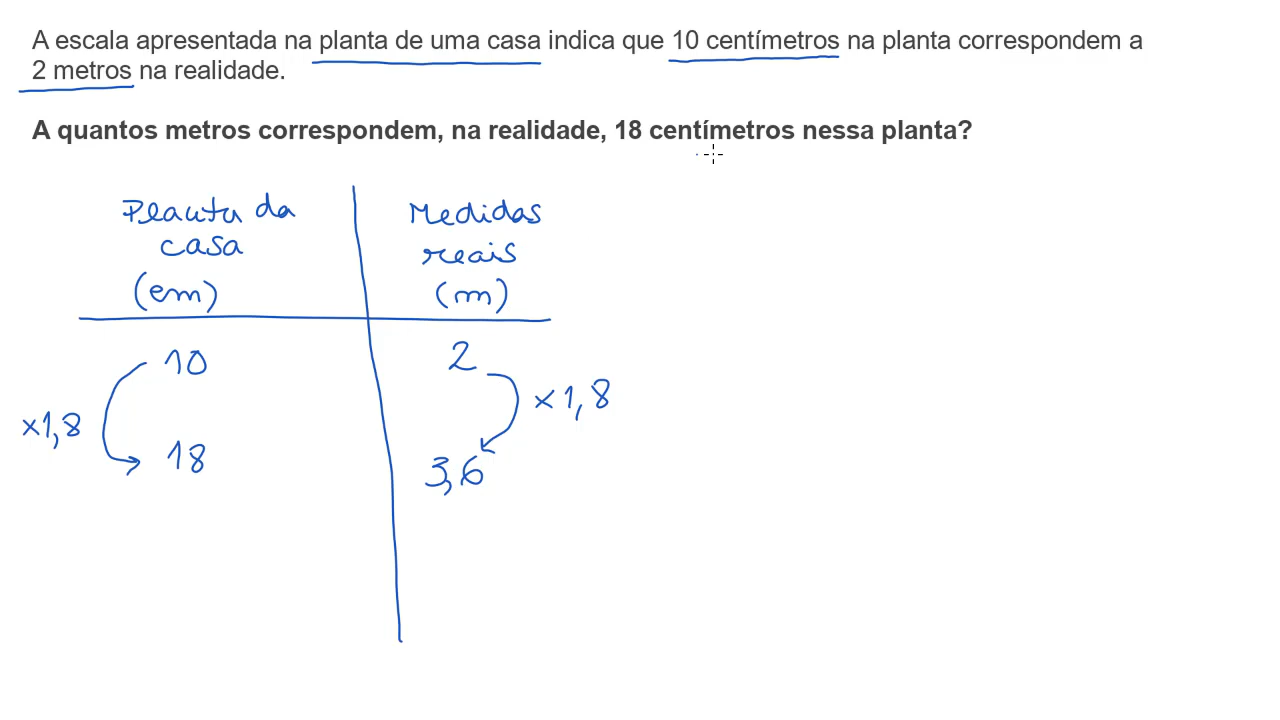 A escala apresentada na planta de uma casa indica que 10 centímetros na planta correspondem a
2 metros na realidade.
A quantos metros correspondem, na realidade, 18 centímetros nessa planta?
Planta da
casa
(cm)
Medidas
reais
(m)
10
2
×1,8
×1,8
18
3,6